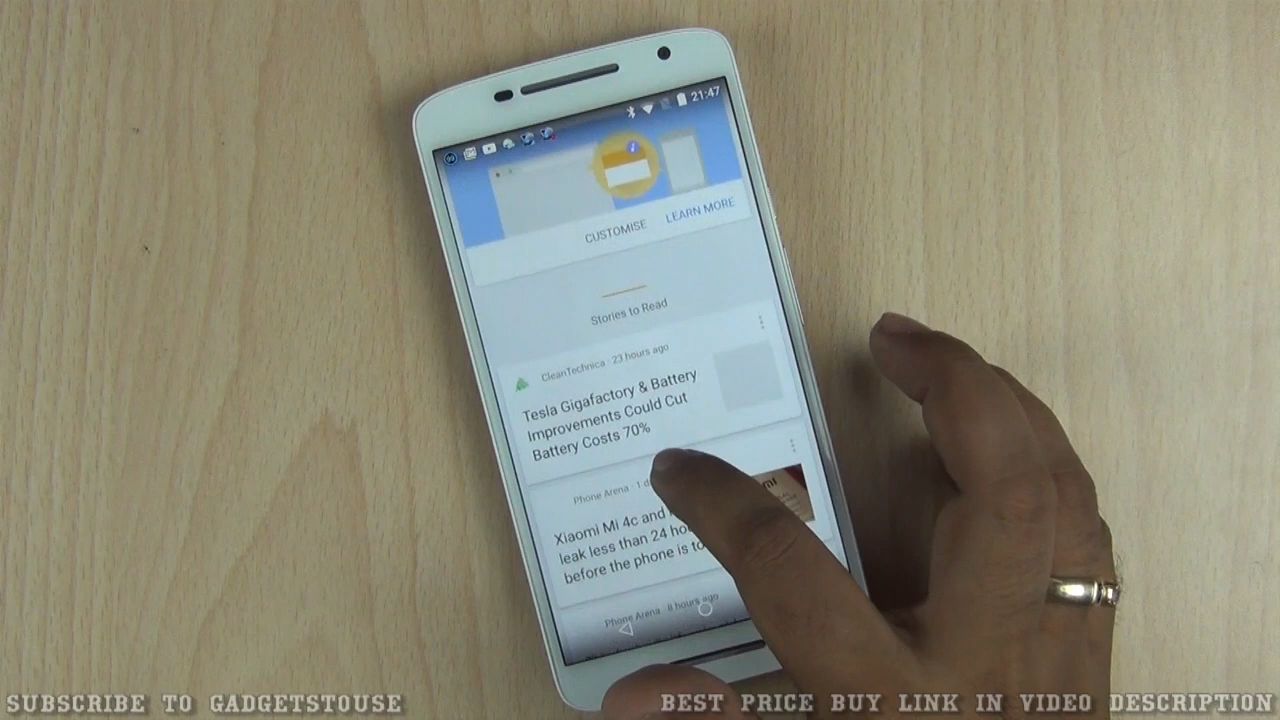 21:47
CUSTOMISE LEARN MORE
Stories to Read
CleanTechnica · 23 hours ago
Tesla Gigafactory & Battery
Improvements Could Cut
Battery Costs 70%
Phone Arena · 1
Xiaomi Mi 4c and
leak less than 24
before the phone is
Phone Arena · 8 hours ago
SUBSCRIBE TO GADGETSTOUSE
BEST PRICE BUY LINK IN VIDEO DESCRIPTION